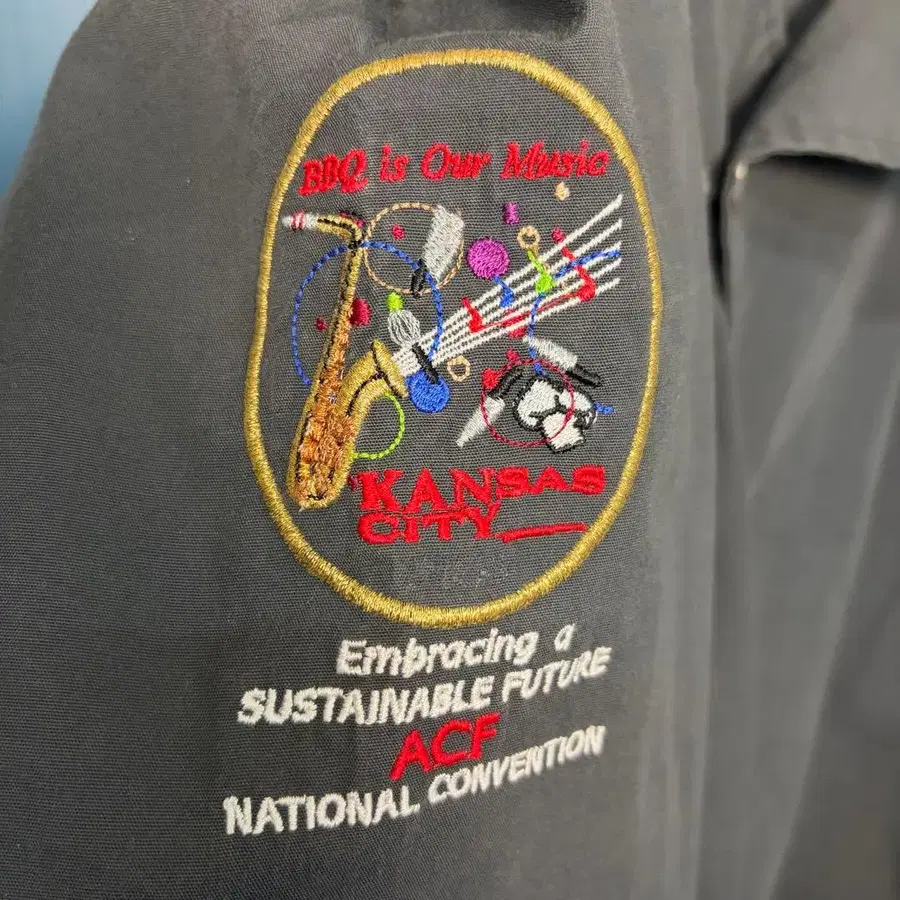 BBQ is Our Music
KANSAS
CITY
Embracing a
SUSTAINABLE FUTURE
ACF
NATIONAL CONVENTION